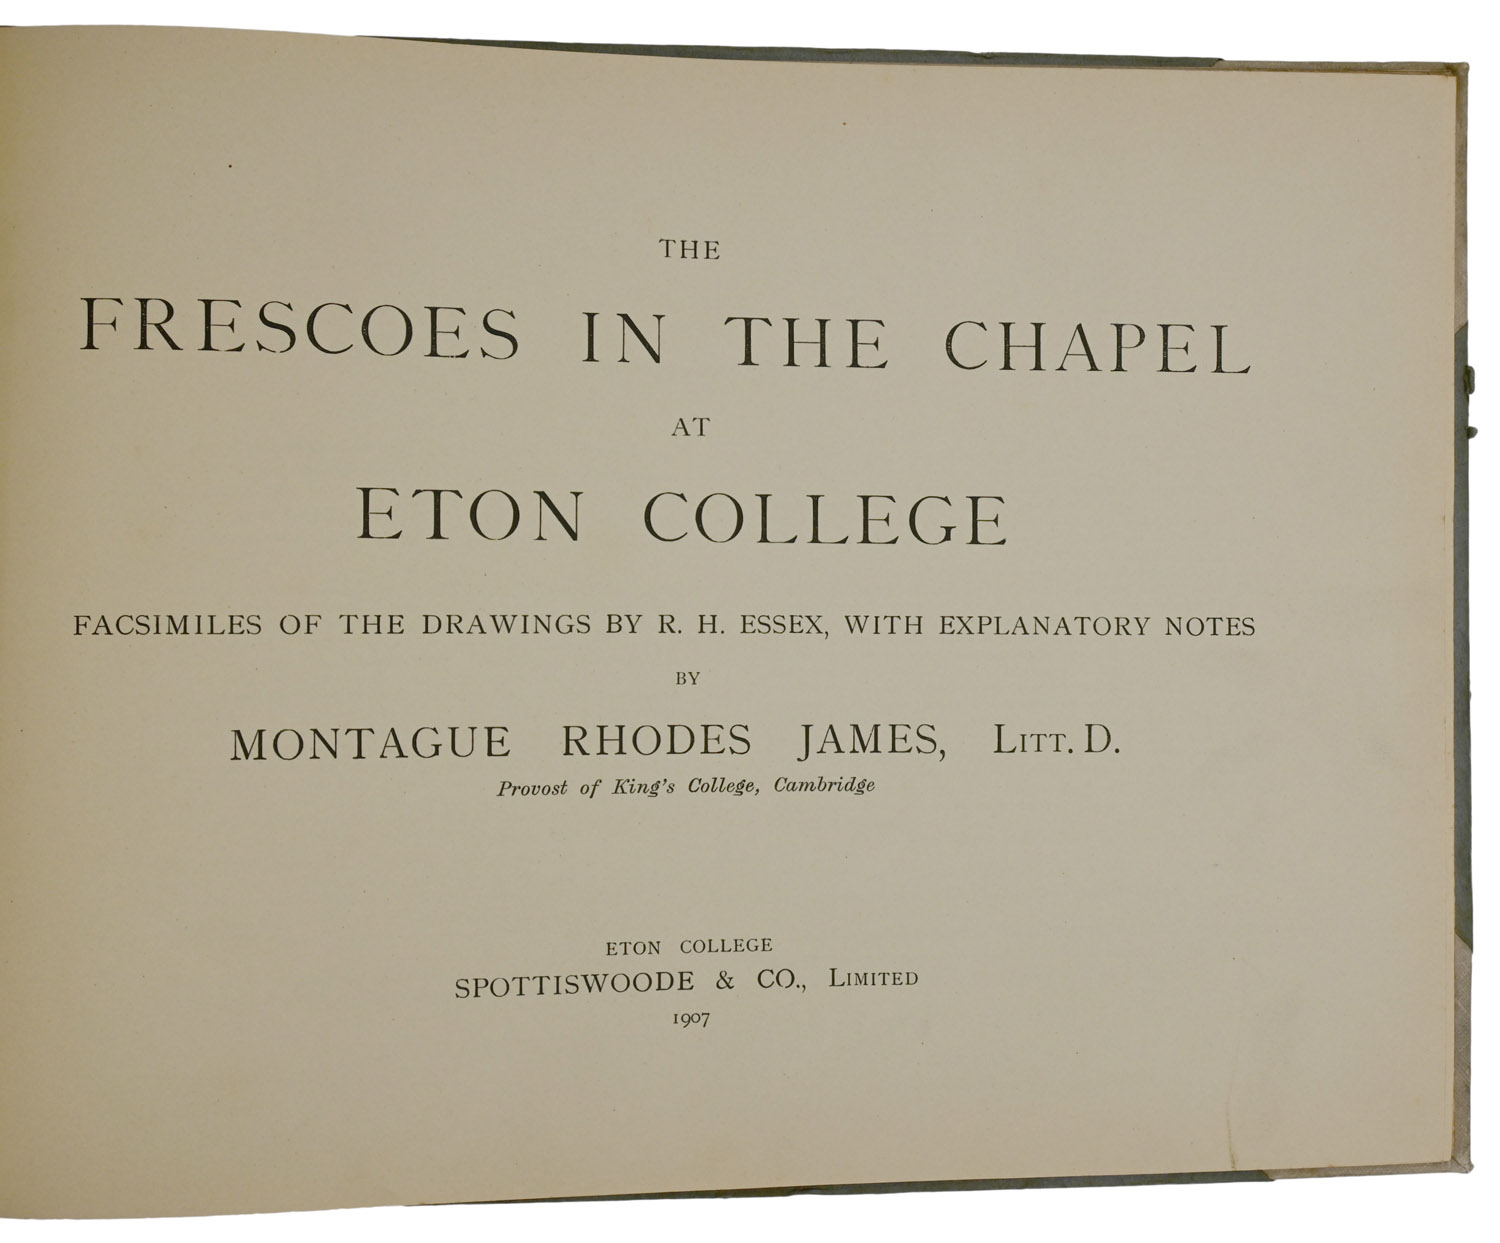 THE
FRESCOES IN THE CHAPEL
AT
ETON COLLEGE
FACSIMILES OF THE DRAWINGS BY R. H. ESSEX, WITH EXPLANATORY NOTES
BY
MONTAGUE RHODES JAMES, LITT. D.
Provost of King's College, Cambridge
ETON COLLEGE
SPOTTISWOODE & CO., LIMITED
1907